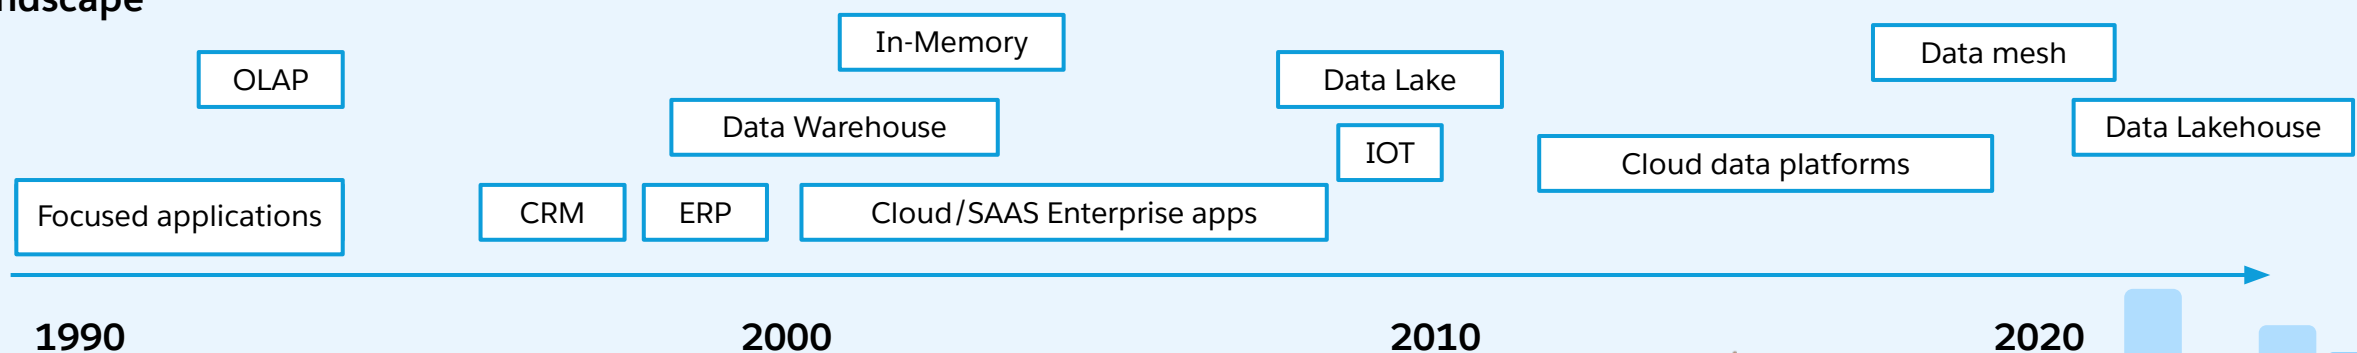 In-Memory
Data mesh
OLAP
Data Lake
Data Warehouse
Data Lakehouse
IOT
Cloud data platforms
Focused applications
CRM
ERP
Cloud/SAAS Enterprise apps
1990
2000
2010
2020